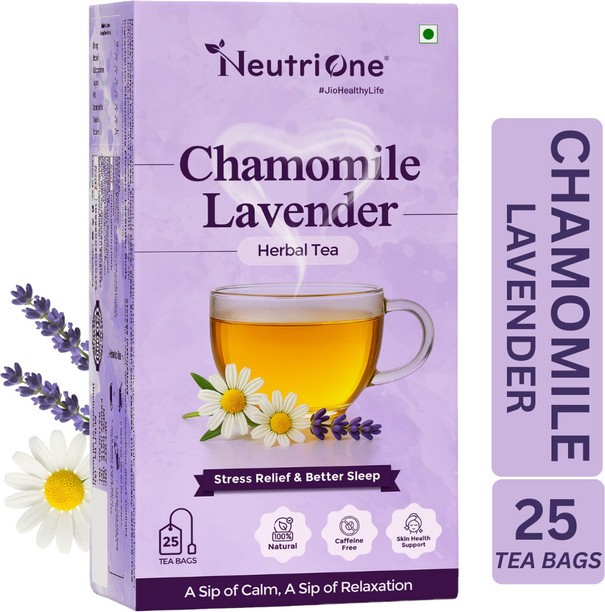 NeutriOne®
#JioHealthyLife
Chamomile
Lavender
Herbal Tea
Stress Relief & Better Sleep
25
TEA BAGS
100%
Natural
Caffeine
Free
Skin Health
Support
A Sip of Calm, A Sip of Relaxation
CHAMOMILE
LAVENDER
25
TEA BAGS